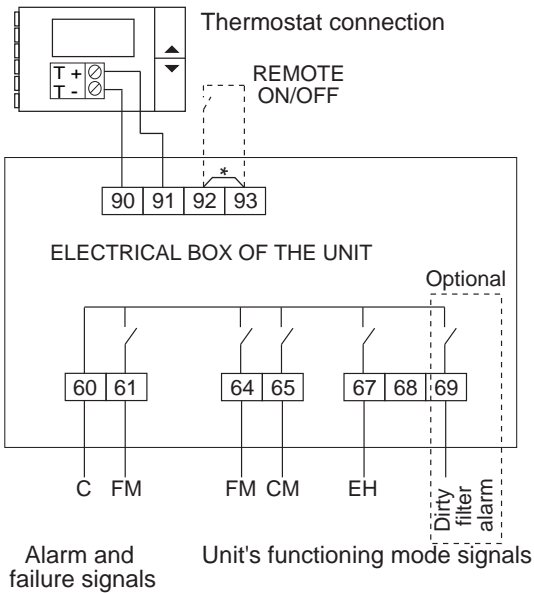 Thermostat connection
T +
T -
REMOTE
ON/OFF
*
90 91 92 93
ELECTRICAL BOX OF THE UNIT
Optional
60 61 64 65 67 68 69
C FM FM CM EH
Dirty
filter
alarm
Alarm and
failure signals
Unit's functioning mode signals